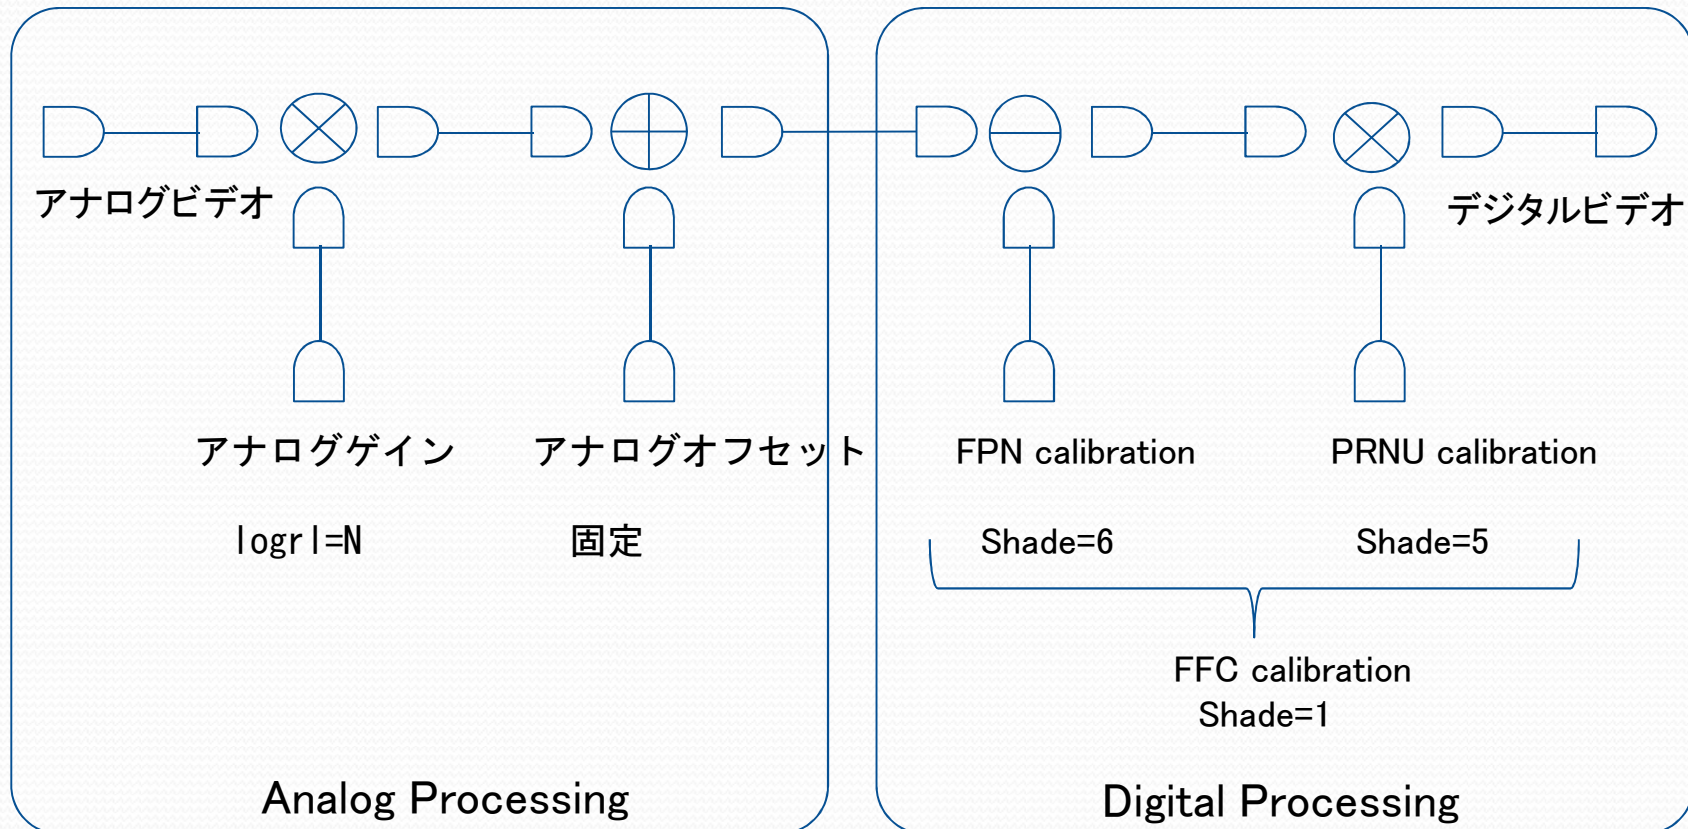 アナログビデオ
デジタルビデオ
アナログゲイン
アナログオフセット
FPN calibration
PRNU calibration
logrl=N
固定
Shade=6
Shade=5
FFC calibration
Shade=1
Analog Processing
Digital Processing